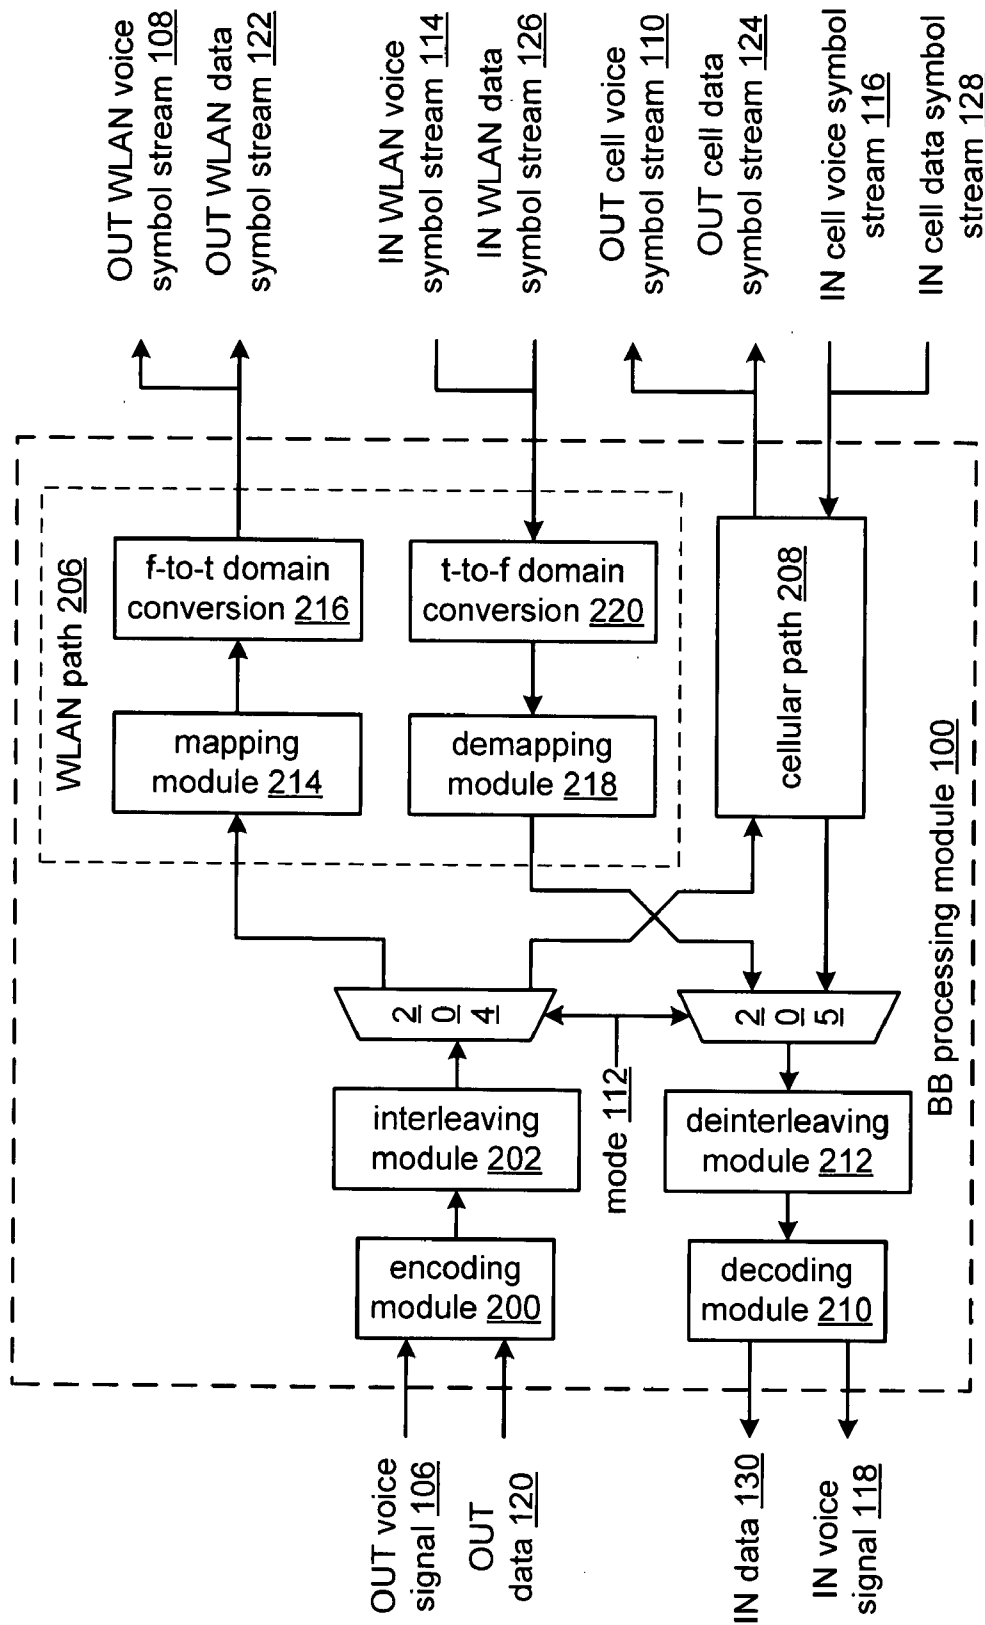 OUT WLAN voice
symbol stream 108
OUT WLAN data
symbol stream 122
IN WLAN voice
symbol stream 114
IN WLAN data
symbol stream 126
OUT cell voice
symbol stream 110
OUT cell data
symbol stream 124
IN cell voice symbol
stream 116
IN cell data symbol
stream 128
WLAN path 206
f-to-t domain
conversion 216
mapping
module 214
t-to-f domain
conversion 220
demapping
module 218
cellular path 208
BB processing module 100
204
205
mode 112
interleaving
module 202
deinterleaving
module 212
encoding
module 200
decoding
module 210
OUT voice
signal 106
OUT
data 120
IN data 130
IN voice
signal 118